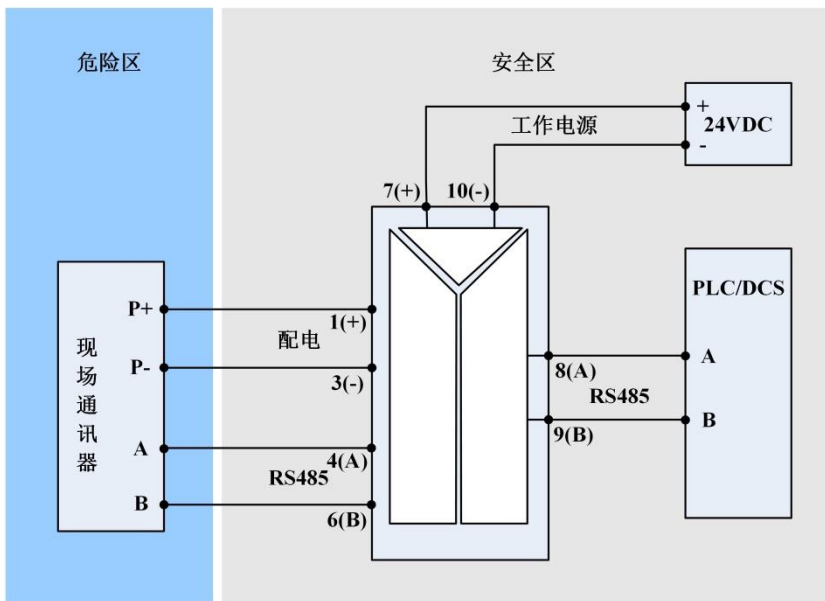 危险区
安全区
+
24VDC
-
工作电源
7(+)
10(-)
现场通讯器
P+
P-
A
B
配电
1(+)
3(-)
RS485
4(A)
6(B)
8(A)
RS485
9(B)
PLC/DCS
A
B